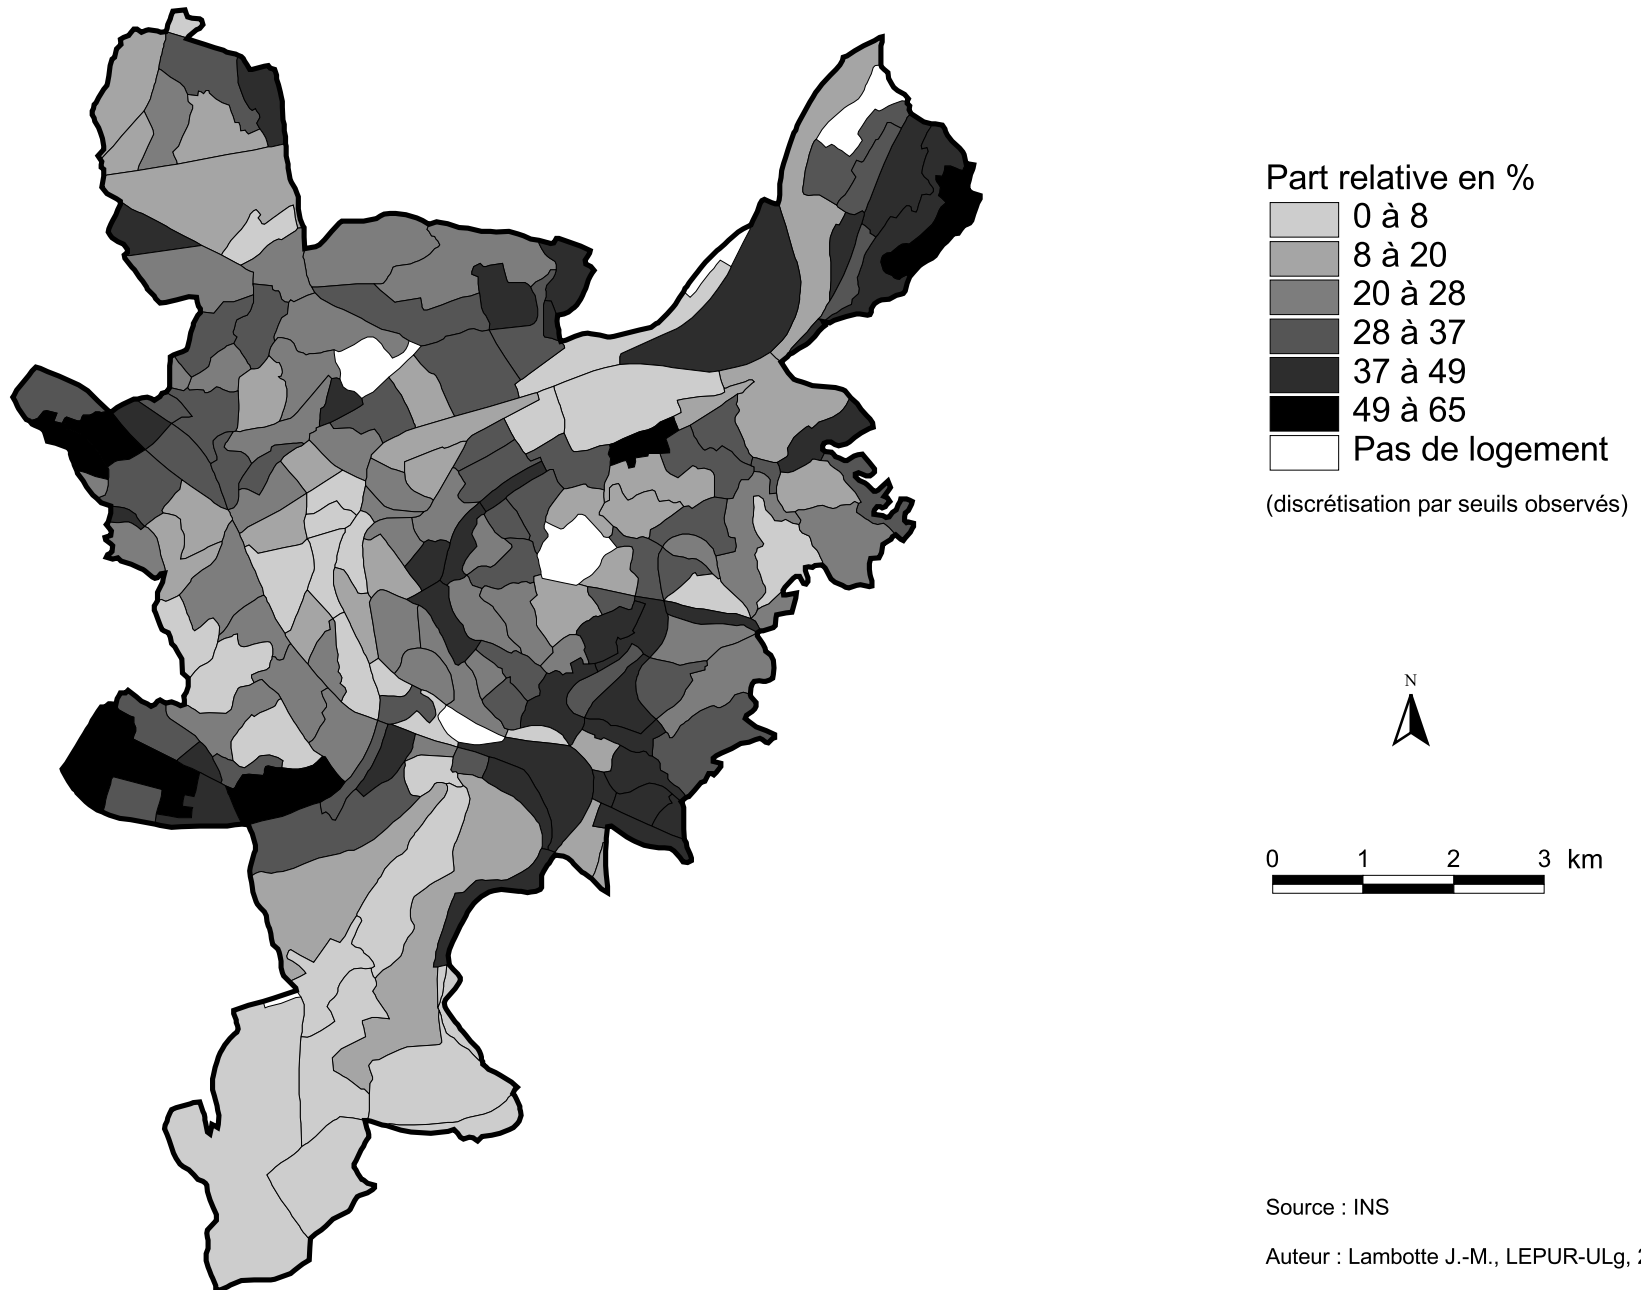 Part relative en %
0 à 8
8 à 20
20 à 28
28 à 37
37 à 49
49 à 65
Pas de logement
(discrétisation par seuils observés)
N
0 1 2 3 km
Source : INS
Auteur : Lambotte J.-M., LEPUR-ULg,